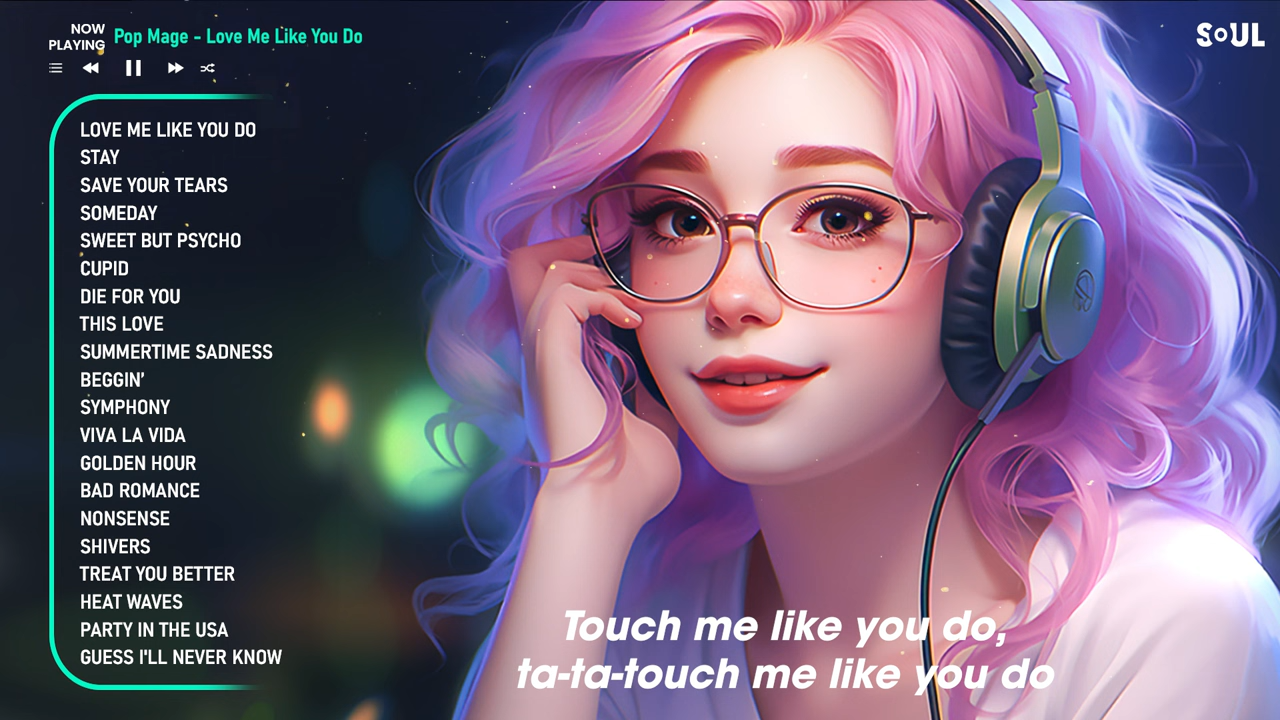 NOW
PLAYING
Pop Mage - Love Me Like You Do
SOUL
LOVE ME LIKE YOU DO
STAY
SAVE YOUR TEARS
SOMEDAY
SWEET BUT PSYCHO
CUPID
DIE FOR YOU
THIS LOVE
SUMMERTIME SADNESS
BEGGIN'
SYMPHONY
VIVA LA VIDA
GOLDEN HOUR
BAD ROMANCE
NONSENSE
SHIVERS
TREAT YOU BETTER
HEAT WAVES
PARTY IN THE USA
GUESS I'LL NEVER KNOW
Touch me like you do,
ta-ta-touch me like you do